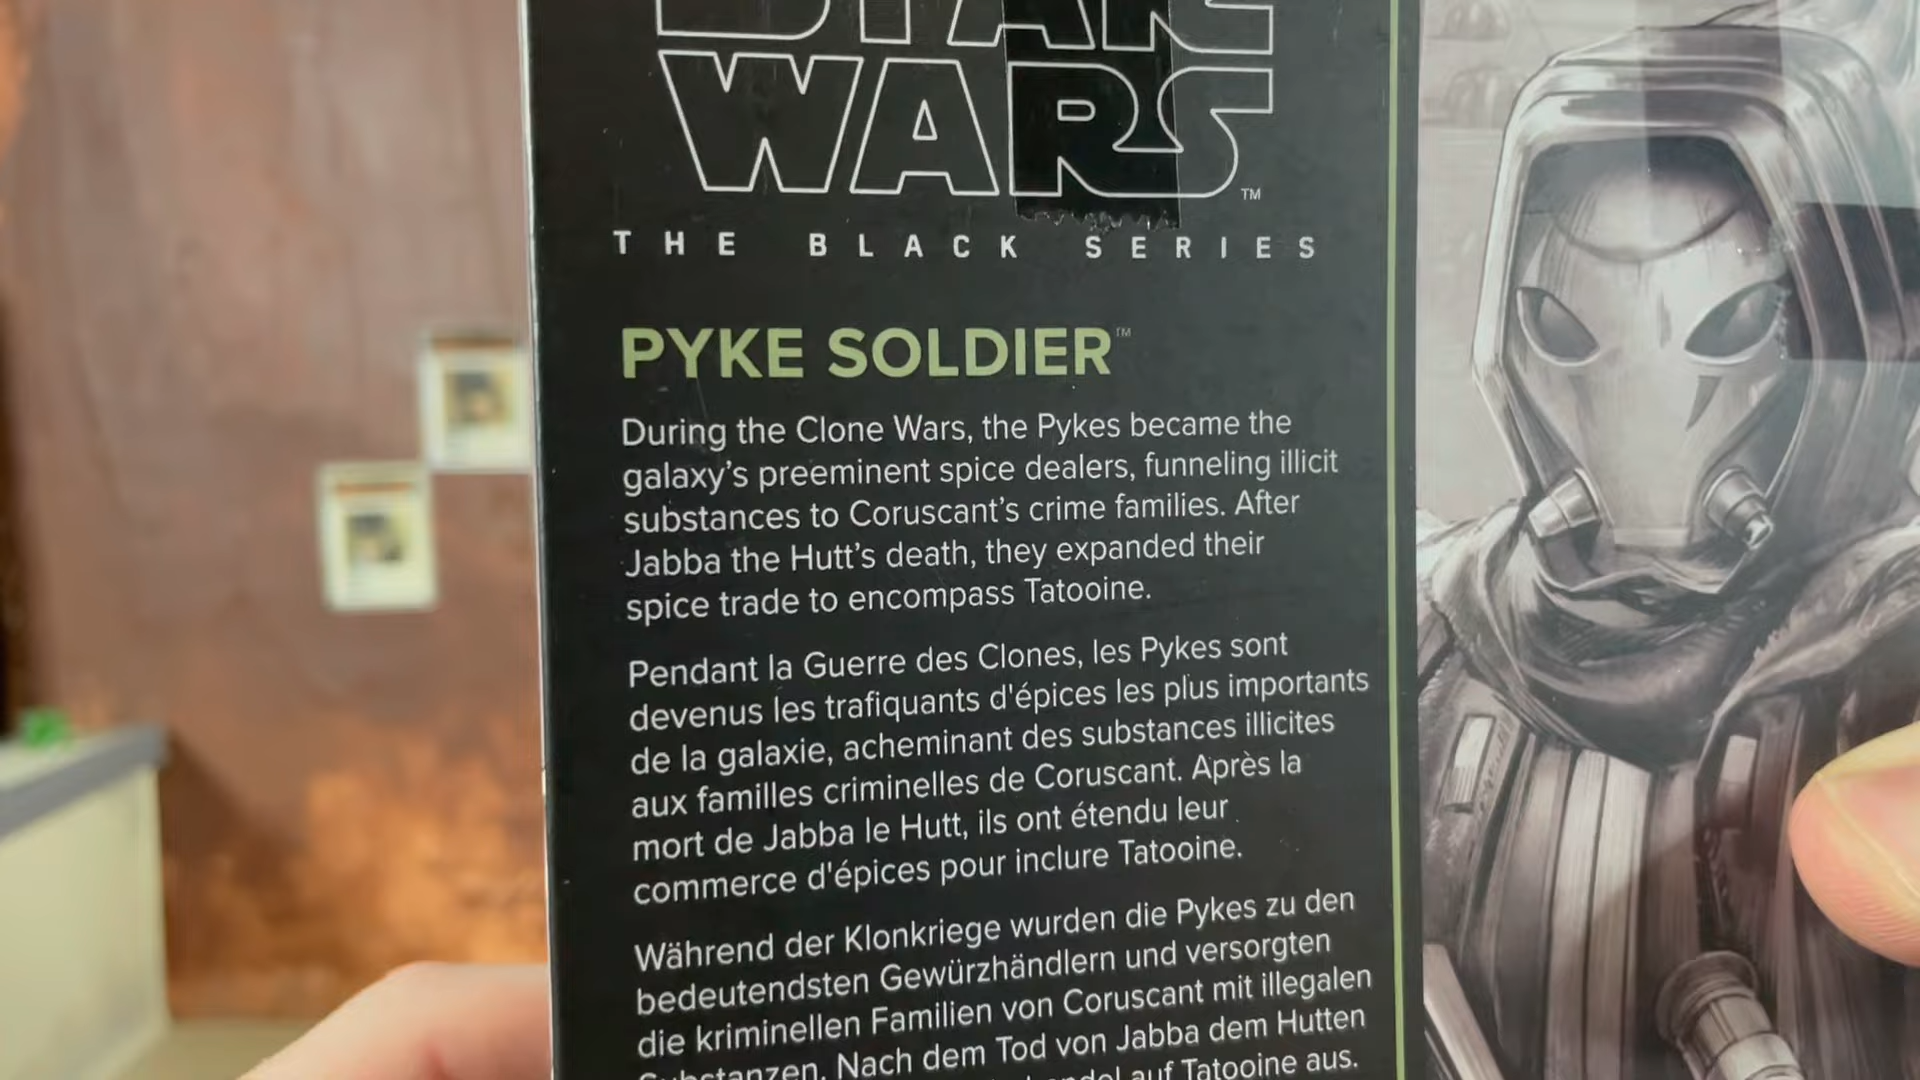 STAR
WARS™
THE BLACK SERIES
PYKE SOLDIER™
During the Clone Wars, the Pykes became the
galaxy's preeminent spice dealers, funneling illicit
substances to Coruscant's crime families. After
Jabba the Hutt's death, they expanded their
spice trade to encompass Tatooine.
Pendant la Guerre des Clones, les Pykes sont
devenus les trafiquants d'épices les plus importants
de la galaxie, acheminant des substances illicites
aux familles criminelles de Coruscant. Après la
mort de Jabba le Hutt, ils ont étendu leur
commerce d'épices pour inclure Tatooine.
Während der Klonkriege wurden die Pykes zu den
bedeutendsten Gewürzhändlern und versorgten
die kriminellen Familien von Coruscant mit illegalen
Substanzen. Nach dem Tod von Jabba dem Hutten
auf Tatooine aus.